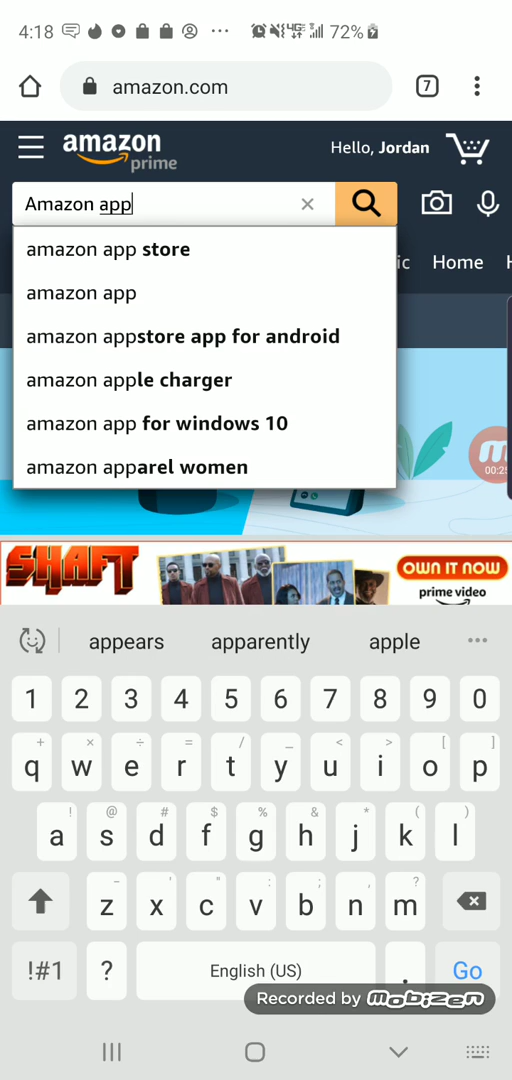 4:18 72%
amazon.com 7
amazon prime Hello, Jordan
Amazon app
ic Home H
amazon app store
amazon app
amazon appstore app for android
amazon apple charger
amazon app for windows 10
amazon apparel women
00:25
SHAFT OWN IT NOW
prime video
appears apparently apple ...
1 2 3 4 5 6 7 8 9 0
+ × ÷ = / _ < > [ ]
q w e r t y u i o p
! @ # $ % & * ( )
a s d f g h j k l
- ' " : ; , ?
z x c v b n m
!#1 ? English (US) . Go
Recorded by mobizen